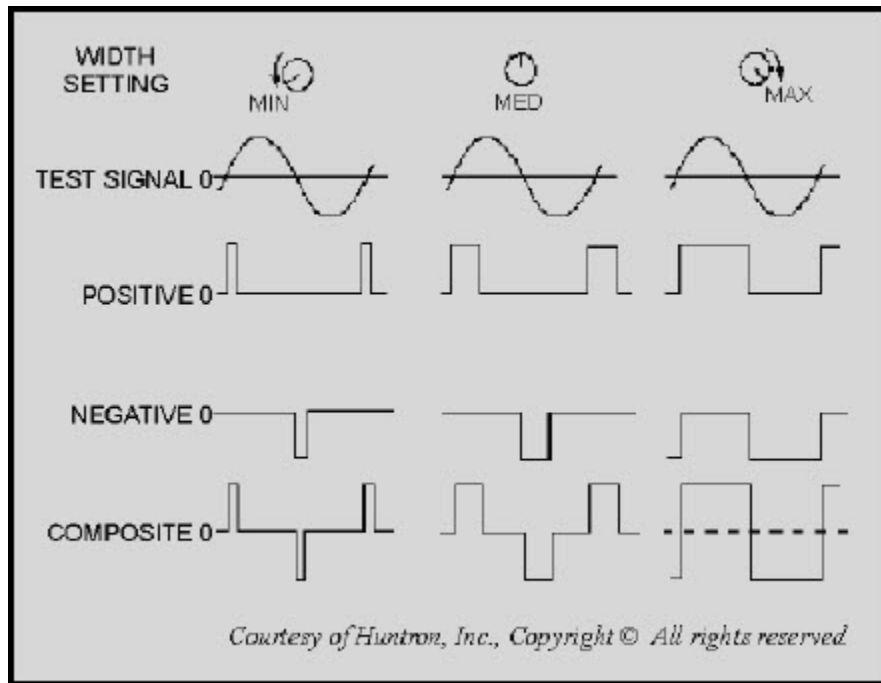 WIDTH
SETTING
MIN
MED
MAX
TEST SIGNAL 0
POSITIVE 0
NEGATIVE 0
COMPOSITE 0
Courtesy of Huntron, Inc., Copyright © All rights reserved